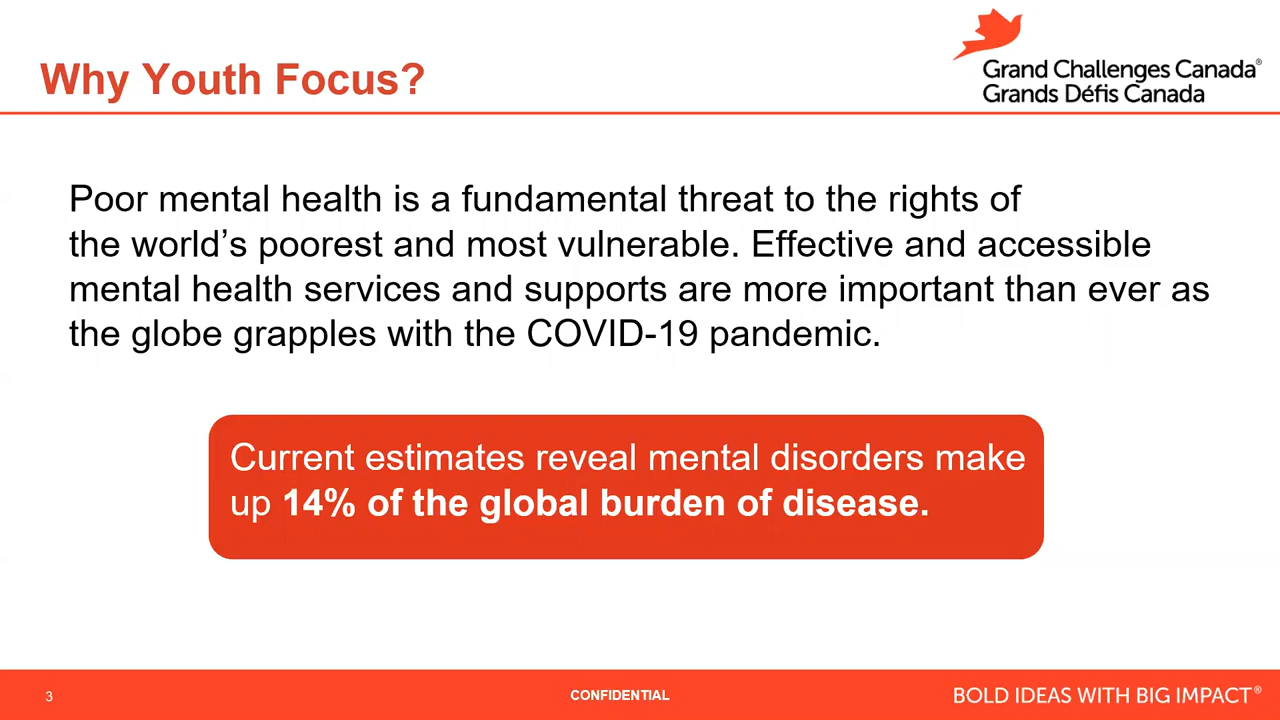 Why Youth Focus?
Grand Challenges Canada®
Grands Défis Canada
Poor mental health is a fundamental threat to the rights of
the world’s poorest and most vulnerable. Effective and accessible
mental health services and supports are more important than ever as
the globe grapples with the COVID-19 pandemic.
Current estimates reveal mental disorders make
up 14% of the global burden of disease.
3
CONFIDENTIAL
BOLD IDEAS WITH BIG IMPACT®